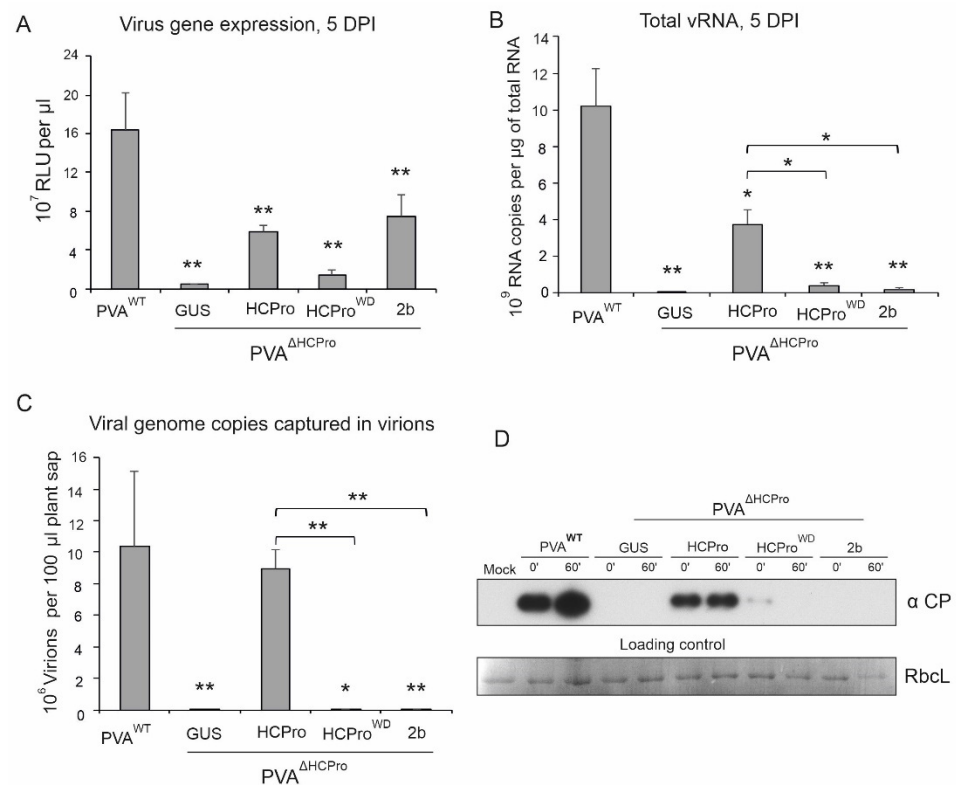 A
Virus gene expression, 5 DPI
10⁷ RLU per µl
24
20
16
12
8
4
0
**
**
**
**
PVA^WT
GUS
HCPro
HCPro^WD
2b
PVA^ΔHCPro
B
Total vRNA, 5 DPI
10⁹ RNA copies per µg of total RNA
14
12
10
8
6
4
2
0
*
*
*
**
**
**
PVA^WT
GUS
HCPro
HCPro^WD
2b
PVA^ΔHCPro
C
Viral genome copies captured in virions
10⁶ Virions per 100 µl plant sap
16
14
12
10
8
6
4
2
0
**
**
**
*
**
PVA^WT
GUS
HCPro
HCPro^WD
2b
PVA^ΔHCPro
D
PVA^ΔHCPro
PVA^WT GUS HCPro HCPro^WD 2b
Mock 0' 60' 0' 60' 0' 60' 0' 60' 0' 60'
α CP
Loading control
RbcL